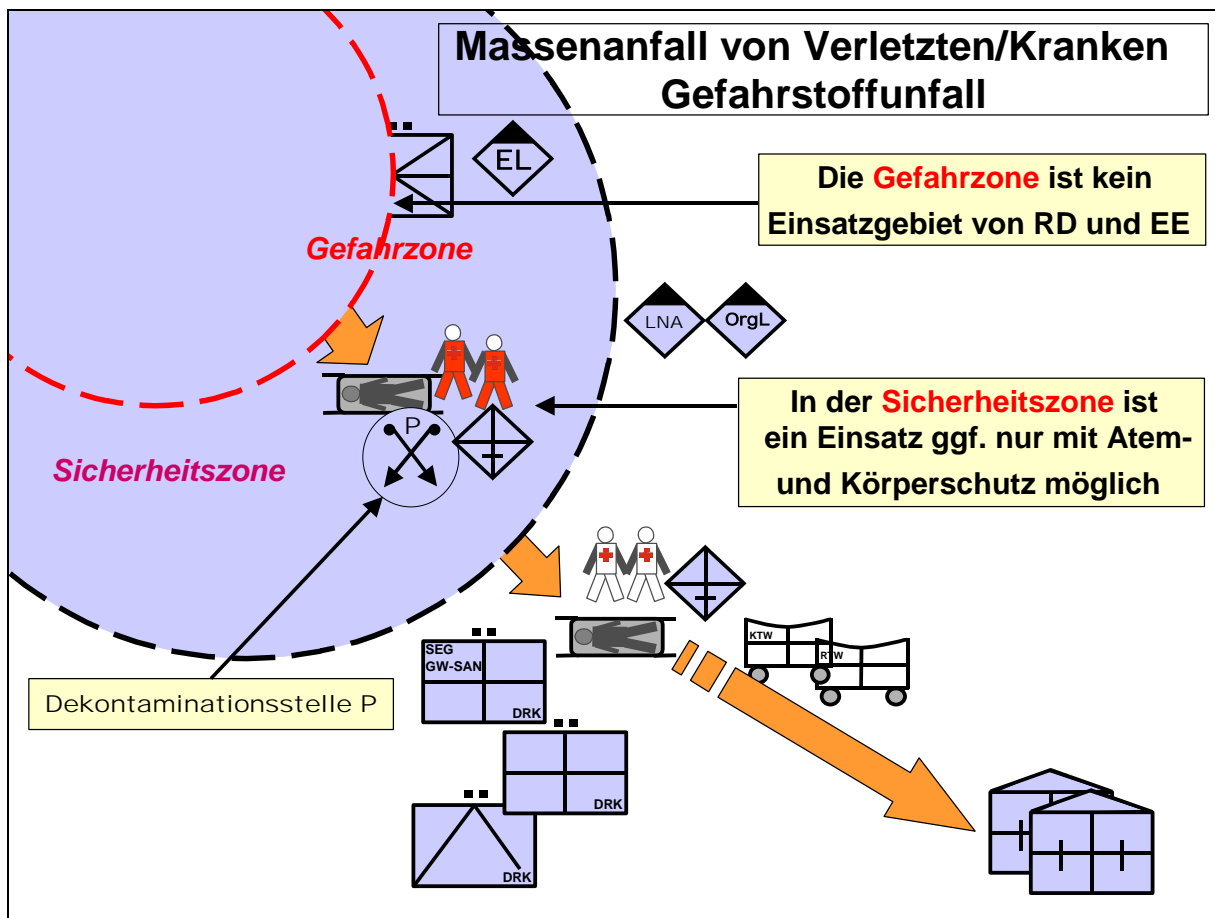 Massenanfall von Verletzten/Kranken
Gefahrstoffunfall
EL
Die Gefahrzone ist kein
Einsatzgebiet von RD und EE
Gefahrzone
LNA
OrgL
In der Sicherheitszone ist
ein Einsatz ggf. nur mit Atem-
und Körperschutz möglich
P
Sicherheitszone
KTW
RTW
SEG
GW-SAN
DRK
Dekontaminationsstelle P
DRK
DRK